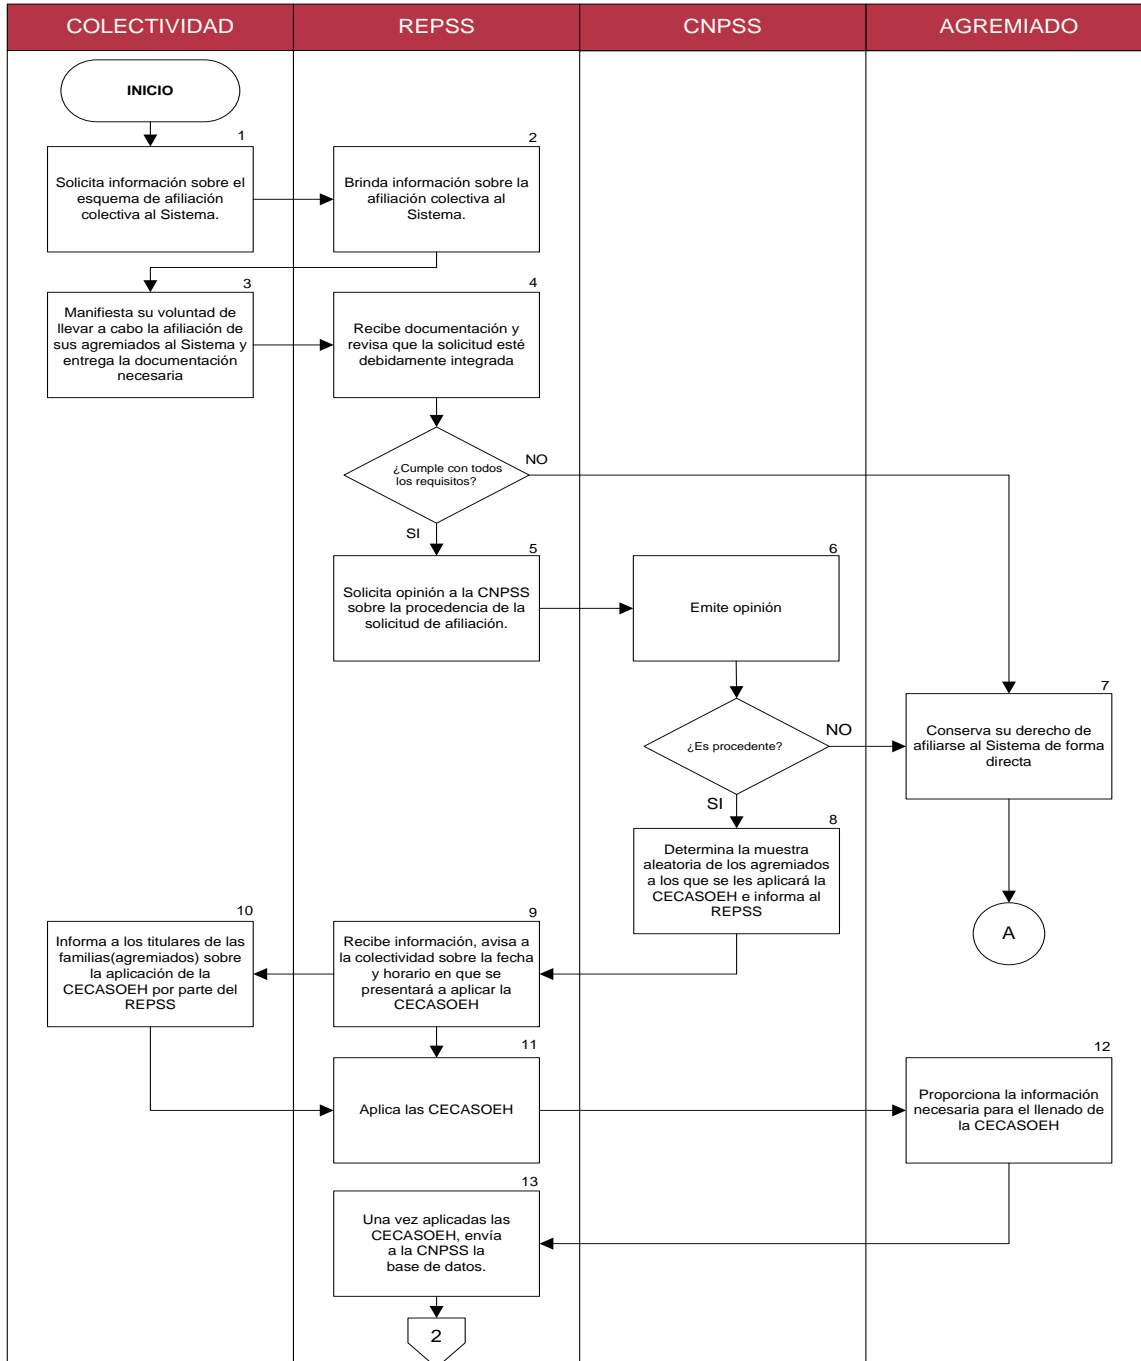 COLECTIVIDAD
REPSS
CNPSS
AGREMIADO
INICIO
1
Solicita información sobre el
esquema de afiliación
colectiva al Sistema.
2
Brinda información sobre la
afiliación colectiva al
Sistema.
3
Manifiesta su voluntad de
llevar a cabo la afiliación de
sus agremiados al Sistema y
entrega la documentación
necesaria
4
Recibe documentación y
revisa que la solicitud esté
debidamente integrada
¿Cumple con todos
los requisitos?
NO
SI
5
Solicita opinión a la CNPSS
sobre la procedencia de la
solicitud de afiliación.
6
Emite opinión
¿Es procedente?
NO
SI
7
Conserva su derecho de
afiliarse al Sistema de forma
directa
A
8
Determina la muestra
aleatoria de los agremiados
a los que se les aplicará la
CECASOEH e informa al
REPSS
9
Recibe información, avisa a
la colectividad sobre la fecha
y horario en que se
presentará a aplicar la
CECASOEH
10
Informa a los titulares de las
familias(agremiados) sobre
la aplicación de la
CECASOEH por parte del
REPSS
11
Aplica las CECASOEH
12
Proporciona la información
necesaria para el llenado de
la CECASOEH
13
Una vez aplicadas las
CECASOEH, envía
a la CNPSS la
base de datos.
2